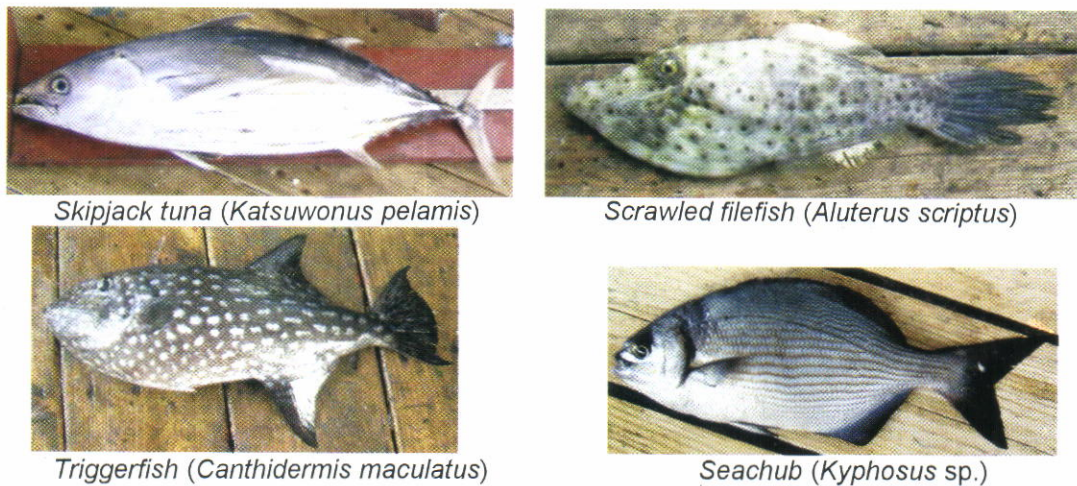 Skipjack tuna (Katsuwonus pelamis)
Scrawled filefish (Aluterus scriptus)
Triggerfish (Canthidermis maculatus)
Seachub (Kyphosus sp.)